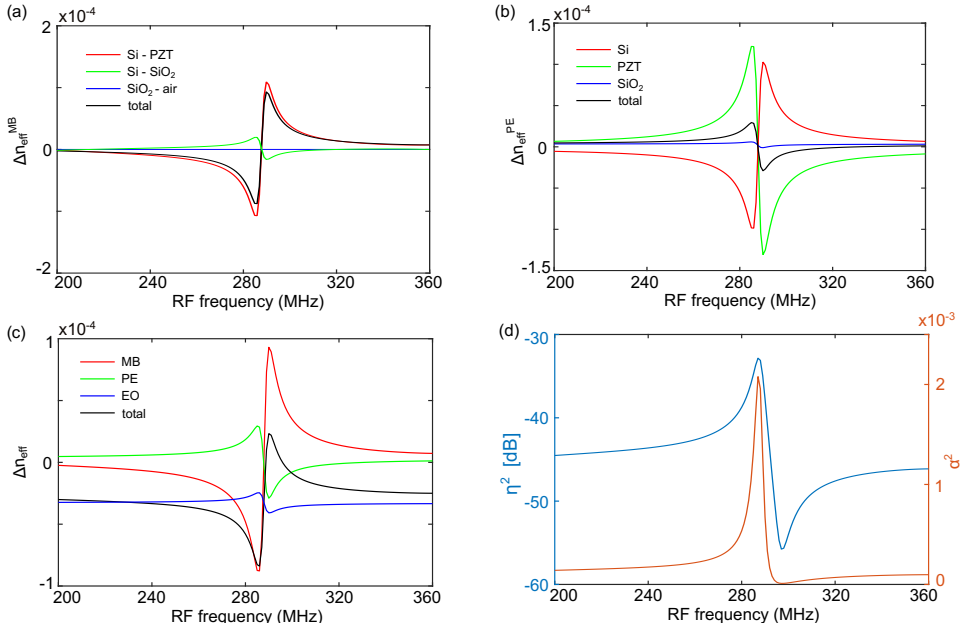 (a)
x10⁻⁴
2
0
-2
Δn_eff^MB
Si - PZT
Si - SiO₂
SiO₂ - air
total
200 240 280 320 360
RF frequency (MHz)
(b)
x10⁻⁴
1.5
0
-1.5
Δn_eff^PE
Si
PZT
SiO₂
total
200 240 280 320 360
RF frequency (MHz)
(c)
x10⁻⁴
1
0
-1
Δn_eff
MB
PE
EO
total
200 240 280 320 360
RF frequency (MHz)
(d)
-30
-40
-50
-60
η² [dB]
x10⁻³
2
1
0
α²
200 240 280 320 360
RF frequency (MHz)